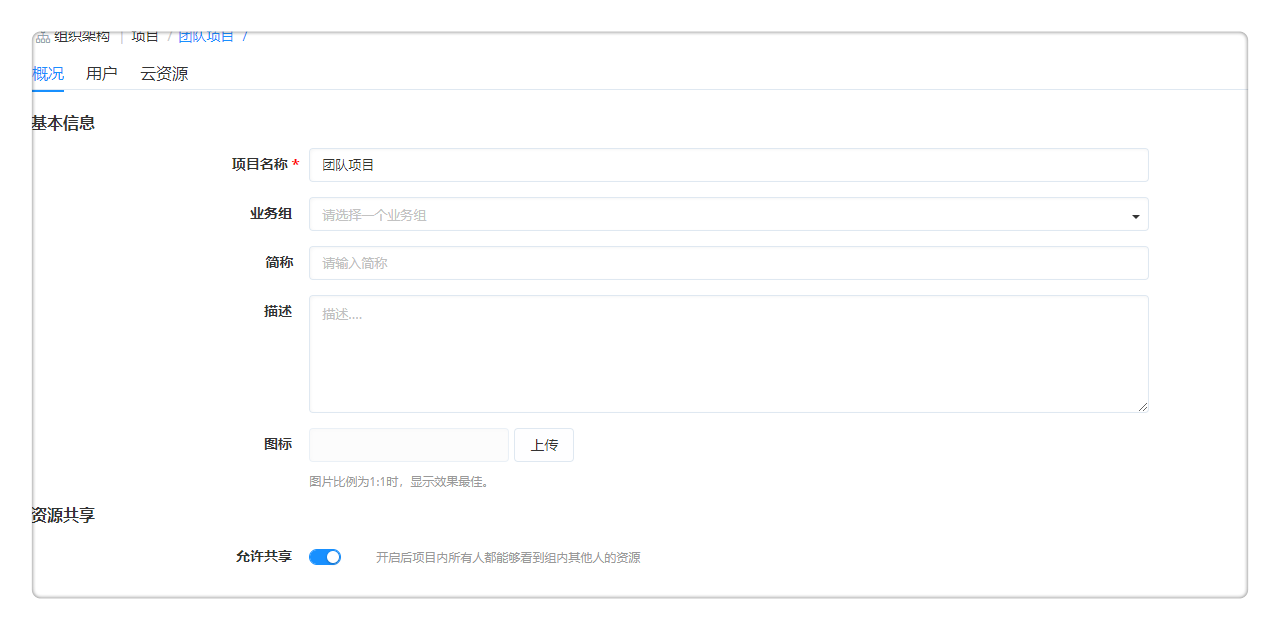 组织架构 | 项目 / 团队项目 /
概况 用户 云资源
基本信息
项目名称 * 团队项目
业务组 请选择一个业务组
简称 请输入简称
描述 描述....
图标 上传
图片比例为1:1时，显示效果最佳。
资源共享
允许共享 开启后项目内所有人都能够看到组内其他人的资源